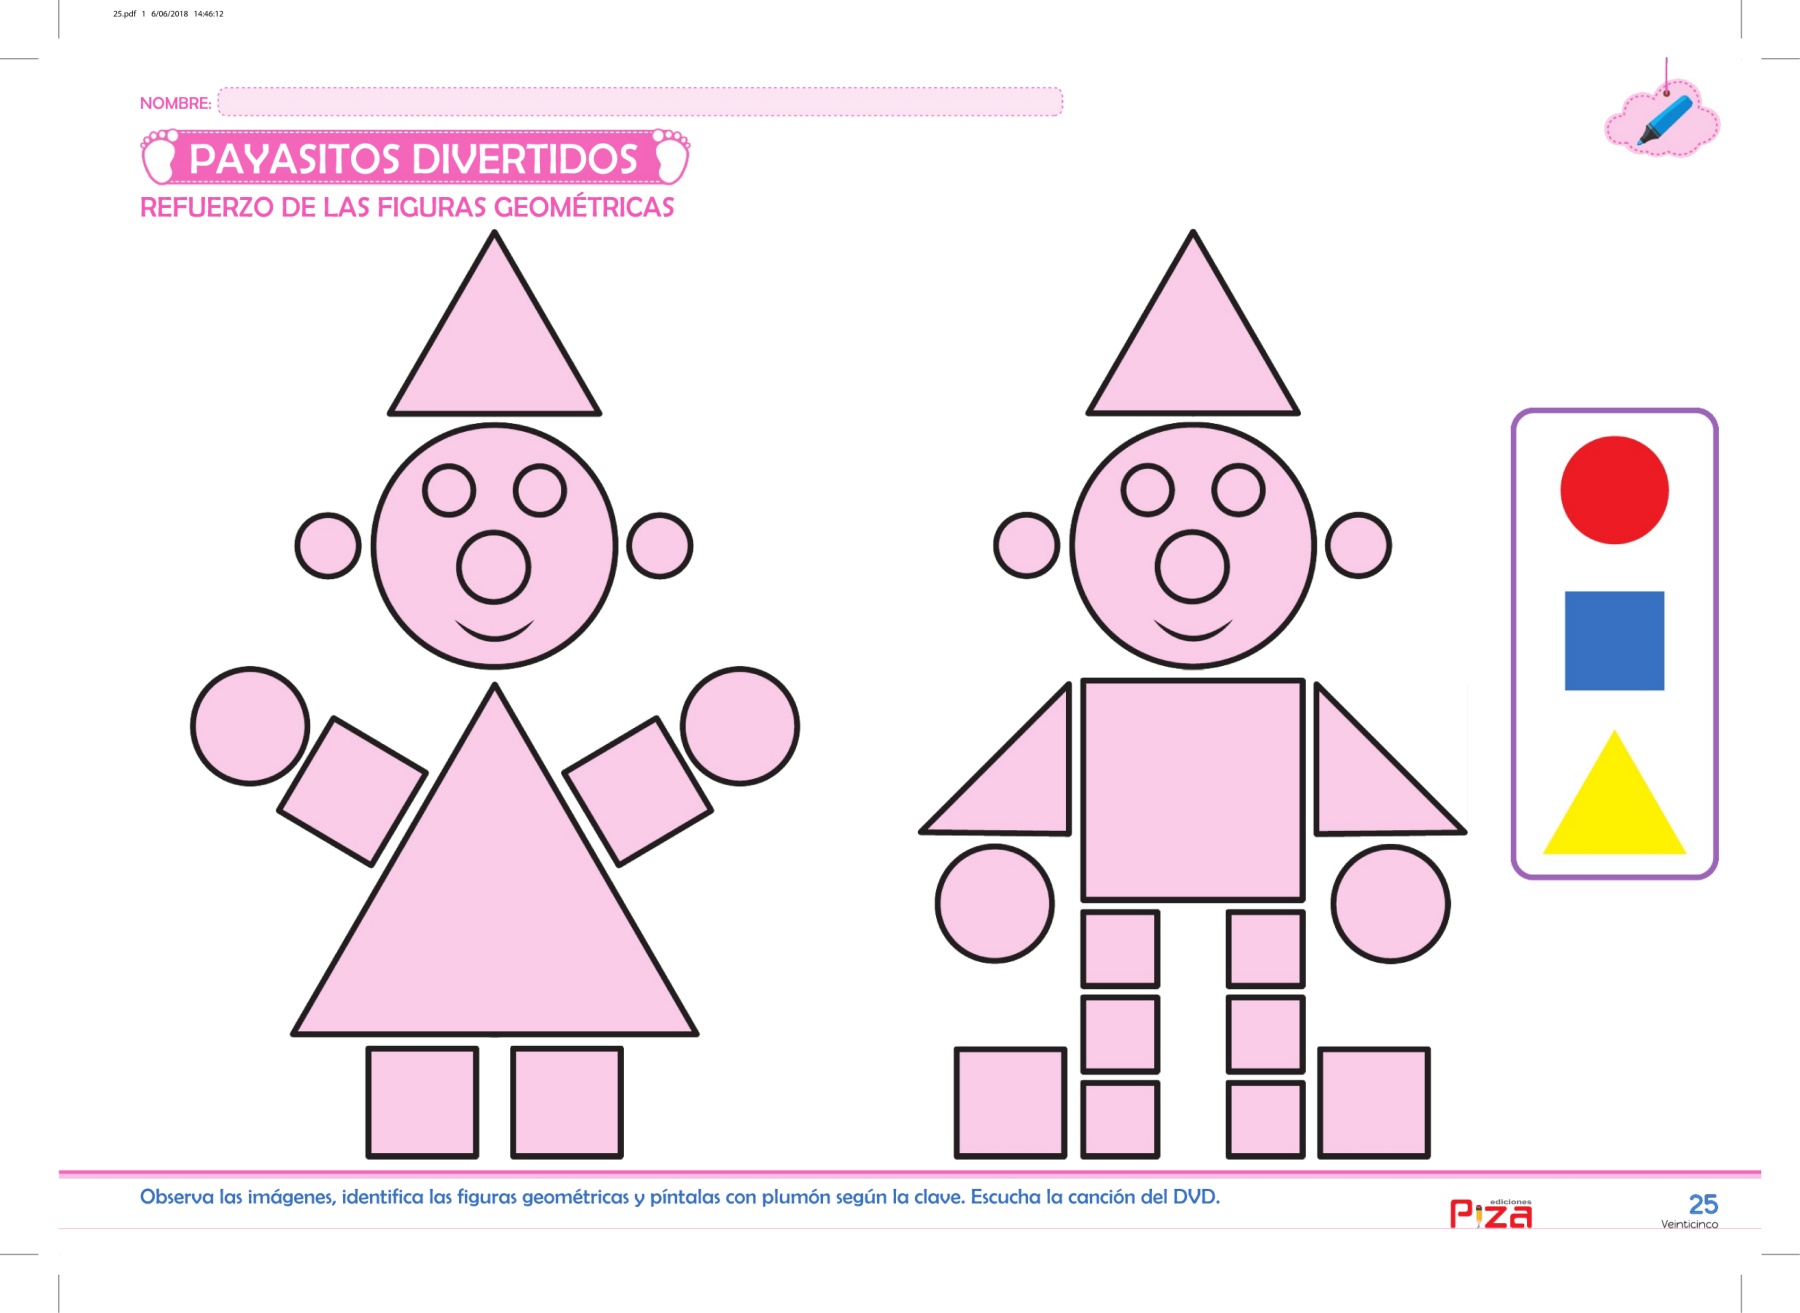 25.pdf 1 6/06/2018 14:46:12
NOMBRE:
PAYASITOS DIVERTIDOS
REFUERZO DE LAS FIGURAS GEOMÉTRICAS
Observa las imágenes, identifica las figuras geométricas y píntalas con plumón según la clave. Escucha la canción del DVD.
ediciones
Piza
25
Veinticinco